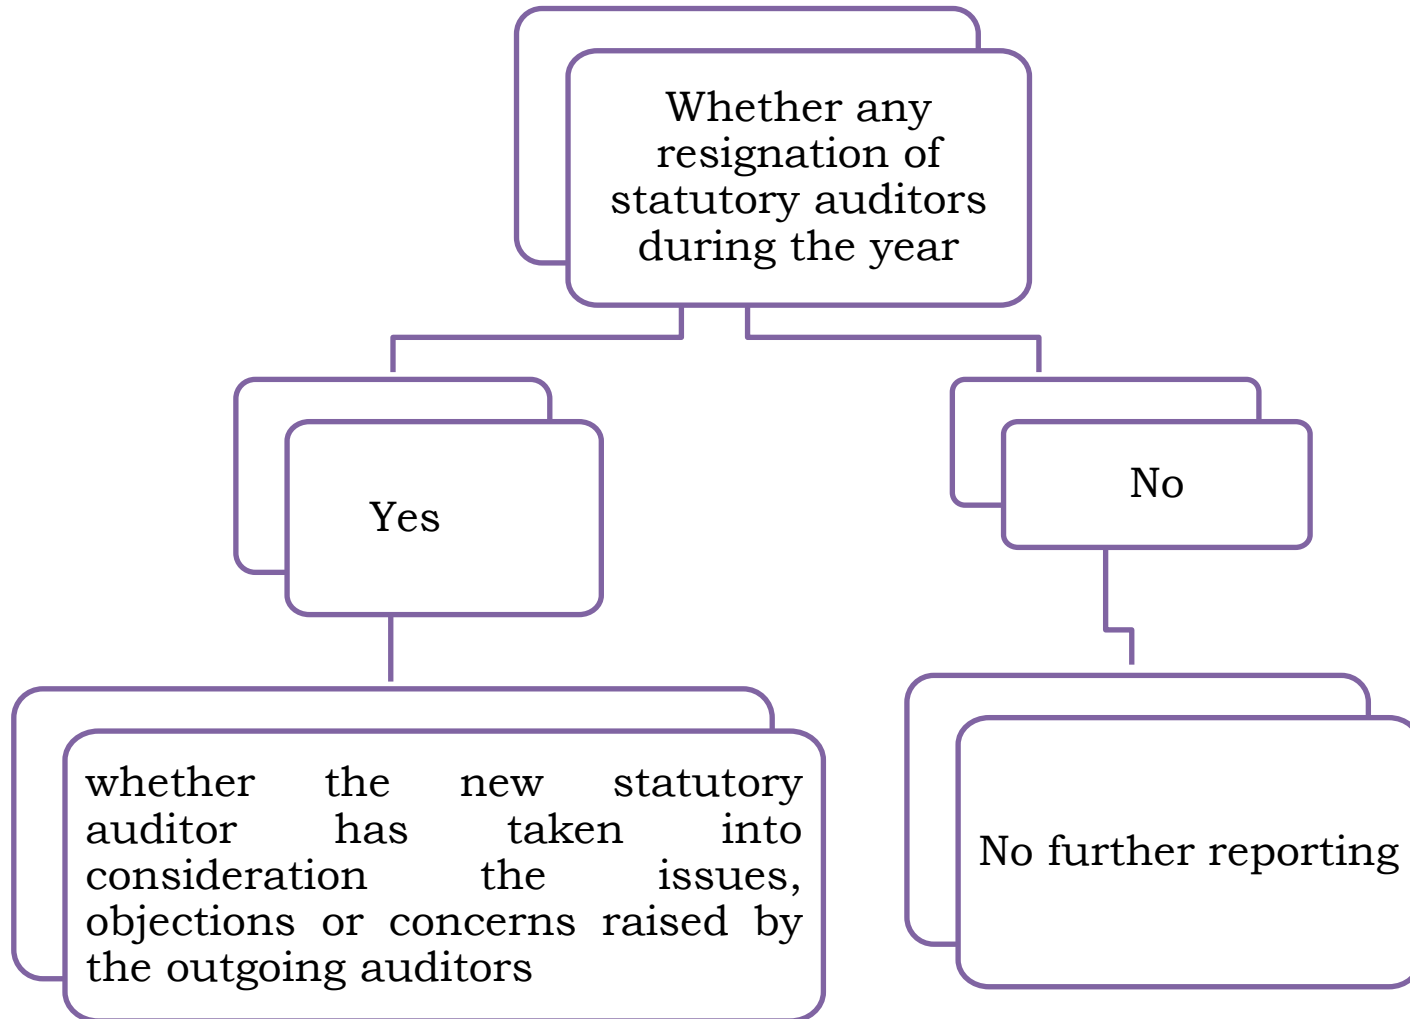 Whether any
resignation of
statutory auditors
during the year
Yes
No
whether the new statutory
auditor has taken into
consideration the issues,
objections or concerns raised by
the outgoing auditors
No further reporting